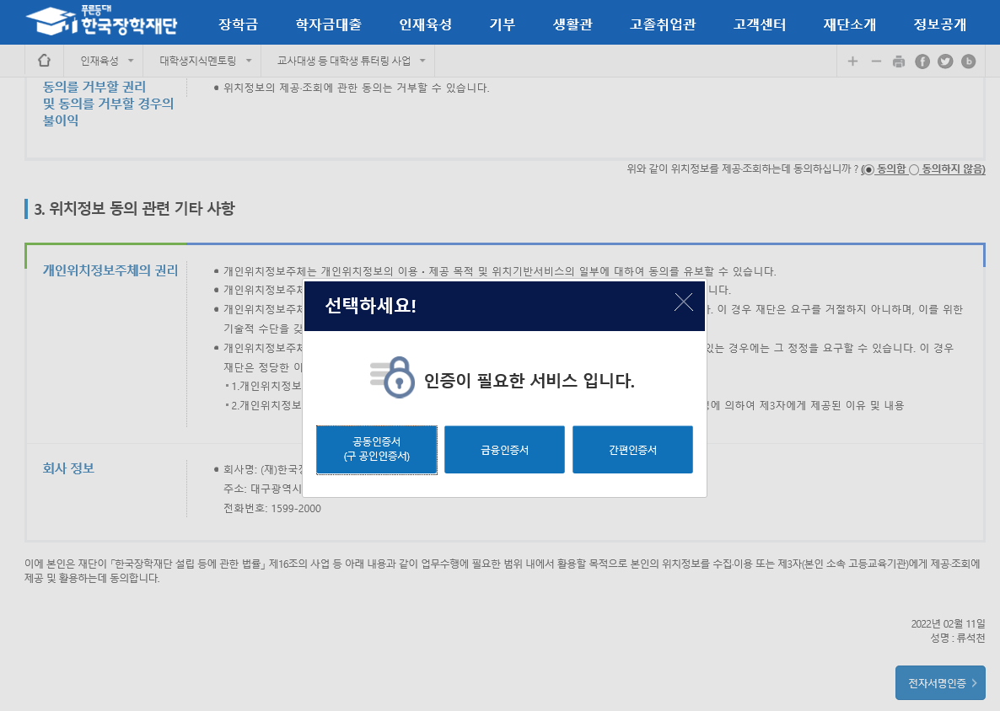 푸른등대
한국장학재단
장학금 학자금대출 인재육성 기부 생활관 고졸취업관 고객센터 재단소개 정보공개
인재육성 대학생지식멘토링 교사대생 등 대학생 튜터링 사업
동의를 거부할 권리
및 동의를 거부할 경우의
불이익
위치정보의 제공·조회에 관한 동의는 거부할 수 있습니다.
위와 같이 위치정보를 제공·조회하는데 동의하십니까 ? (동의함 동의하지 않음)
3. 위치정보 동의 관련 기타 사항
개인위치정보주체의 권리
개인위치정보주체는 개인위치정보의 이용ㆍ제공 목적 및 위치기반서비스의 일부에 대하여 동의를 유보할 수 있습니다.
개인위치정보주체 니다.
개인위치정보주체 이 경우 재단은 요구를 거절하지 아니하며, 이를 위한
기술적 수단을 갖
개인위치정보주체 있는 경우에는 그 정정을 요구할 수 있습니다. 이 경우
재단은 정당한 이
1.개인위치정보
2.개인위치정보 에 의하여 제3자에게 제공된 이유 및 내용
선택하세요!
인증이 필요한 서비스 입니다.
공동인증서
(구 공인인증서)
금융인증서
간편인증서
회사 정보
회사명: (재)한국장
주소: 대구광역시
전화번호: 1599-2000
이에 본인은 재단이 「한국장학재단 설립 등에 관한 법률」 제16조의 사업 등 아래 내용과 같이 업무수행에 필요한 범위 내에서 활용할 목적으로 본인의 위치정보를 수집·이용 또는 제3자(본인 소속 고등교육기관)에게 제공·조회에
제공 및 활용하는데 동의합니다.
2022년 02월 11일
성명 : 류석천
전자서명인증